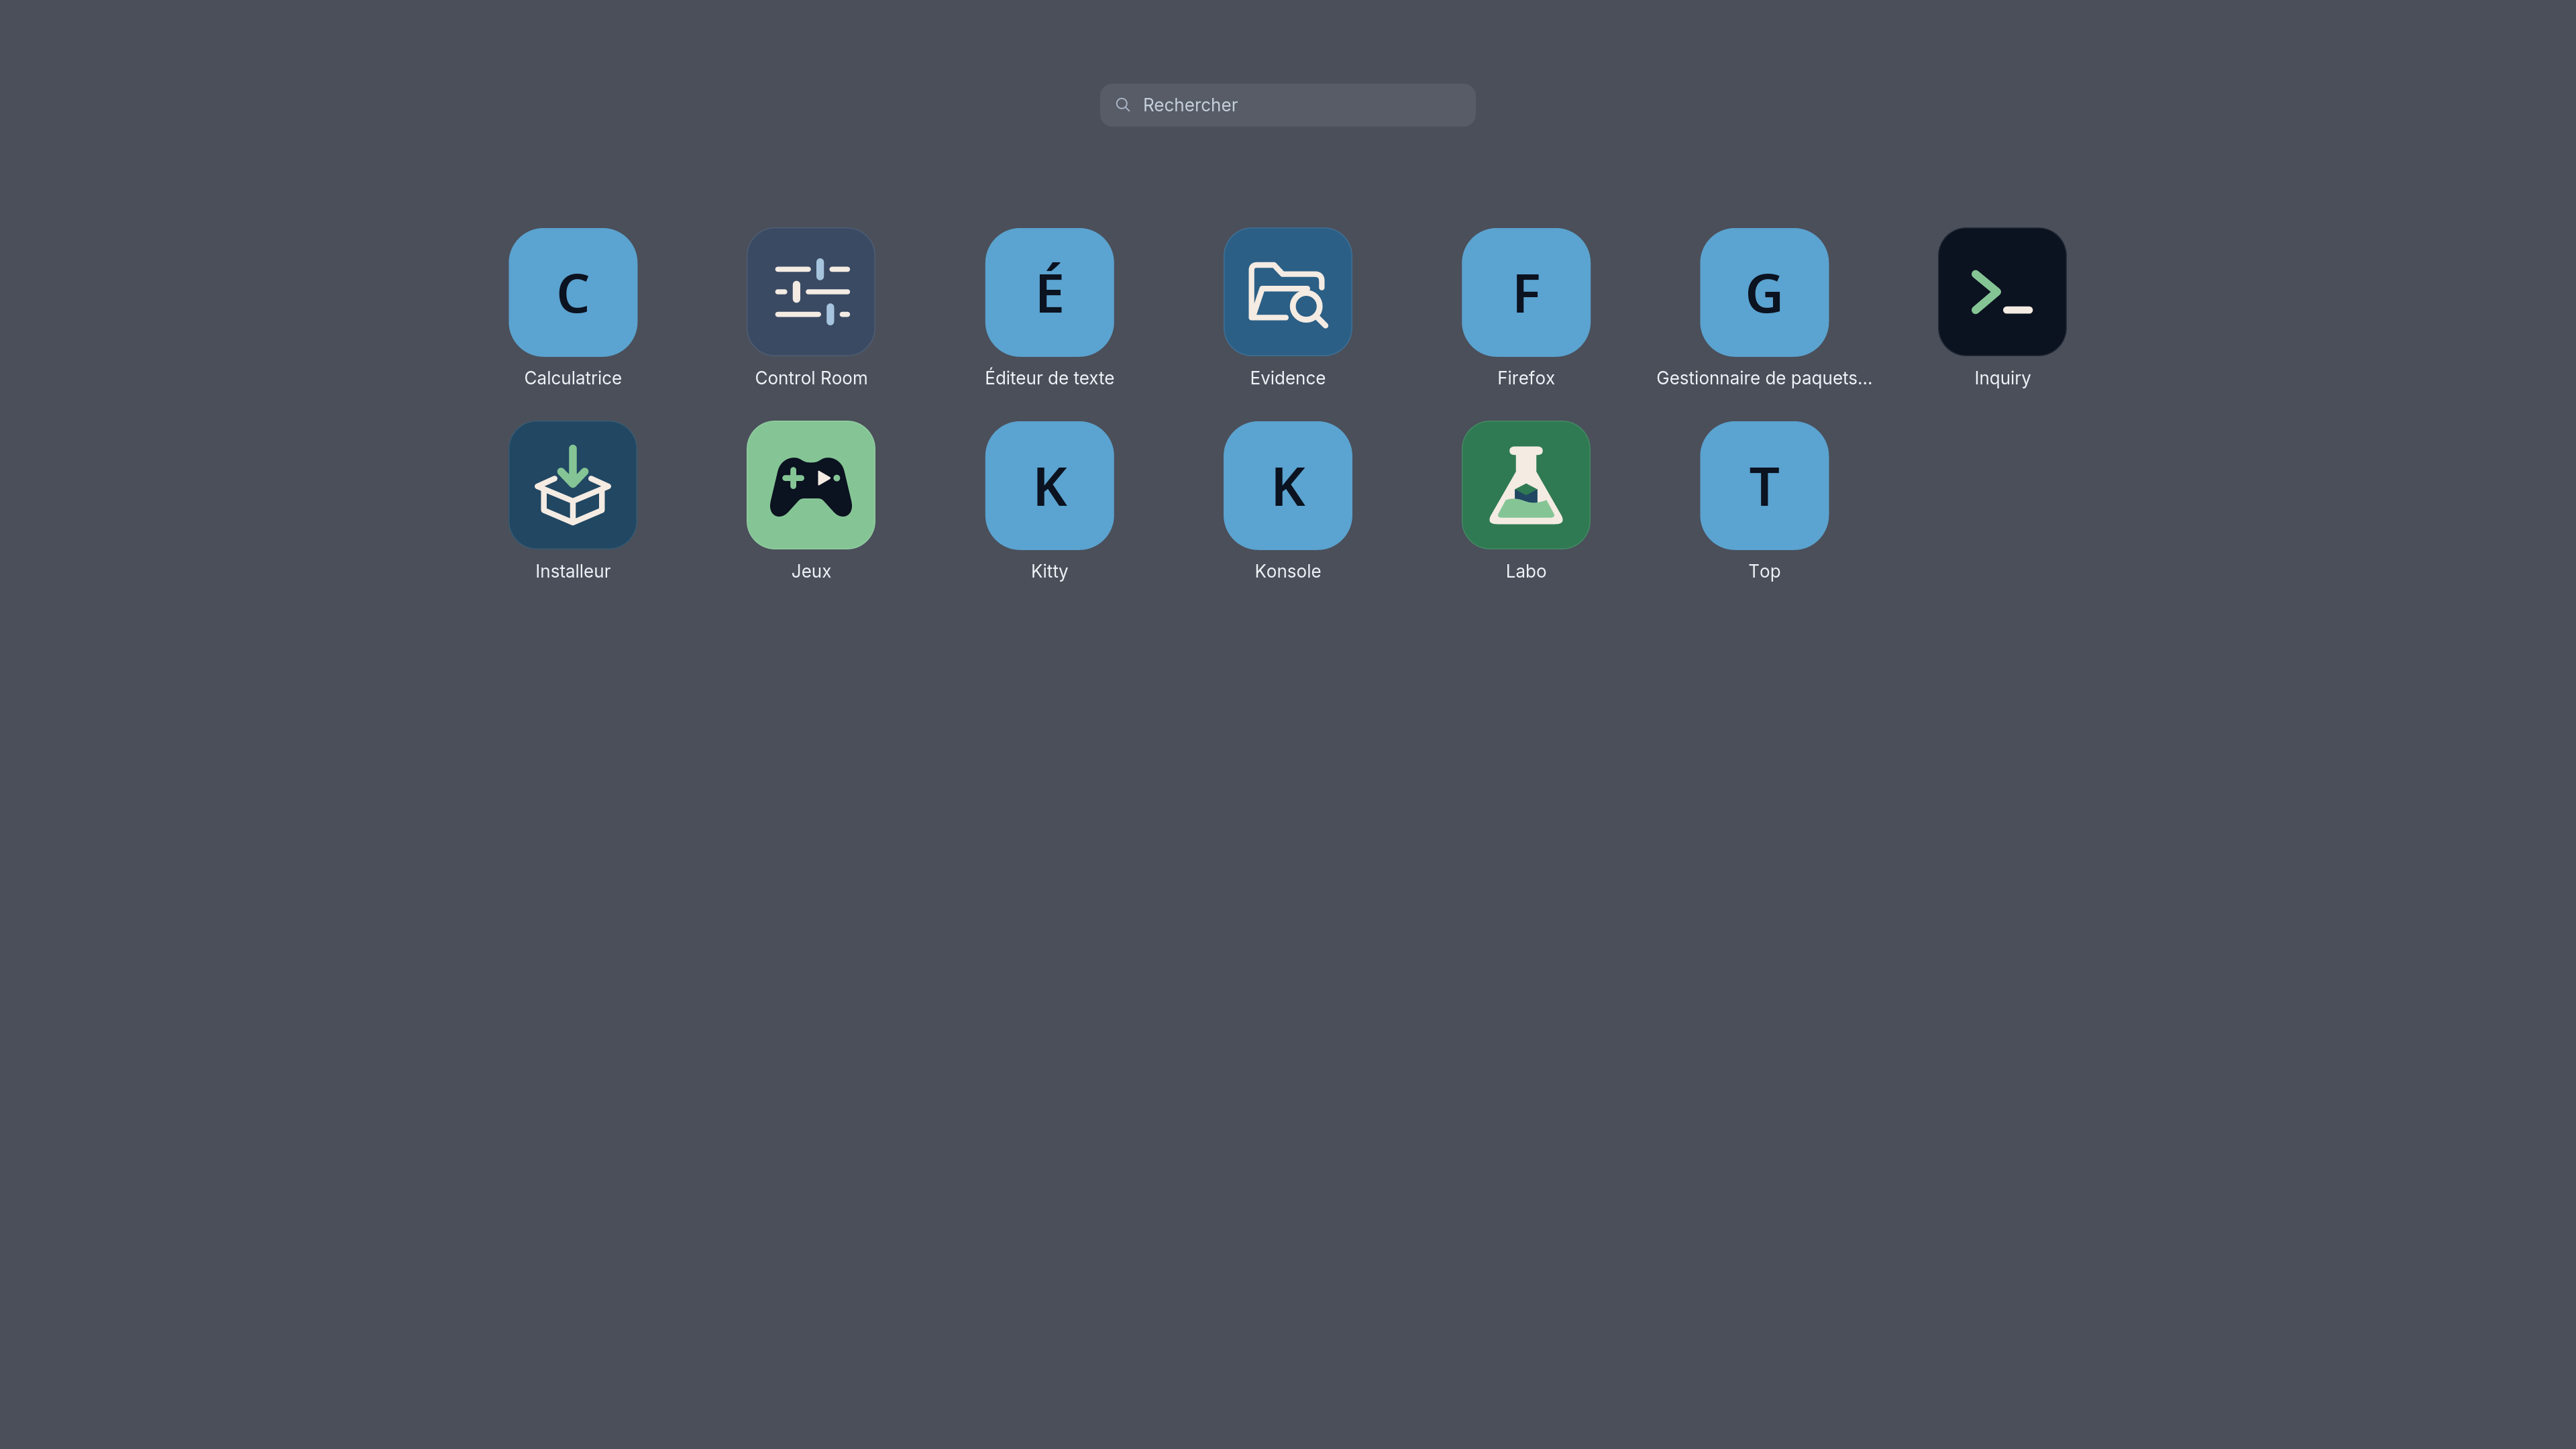 Rechercher
C
É
F
G
Calculatrice
Control Room
Éditeur de texte
Evidence
Firefox
Gestionnaire de paquets...
Inquiry
K
K
T
Installeur
Jeux
Kitty
Konsole
Labo
Top